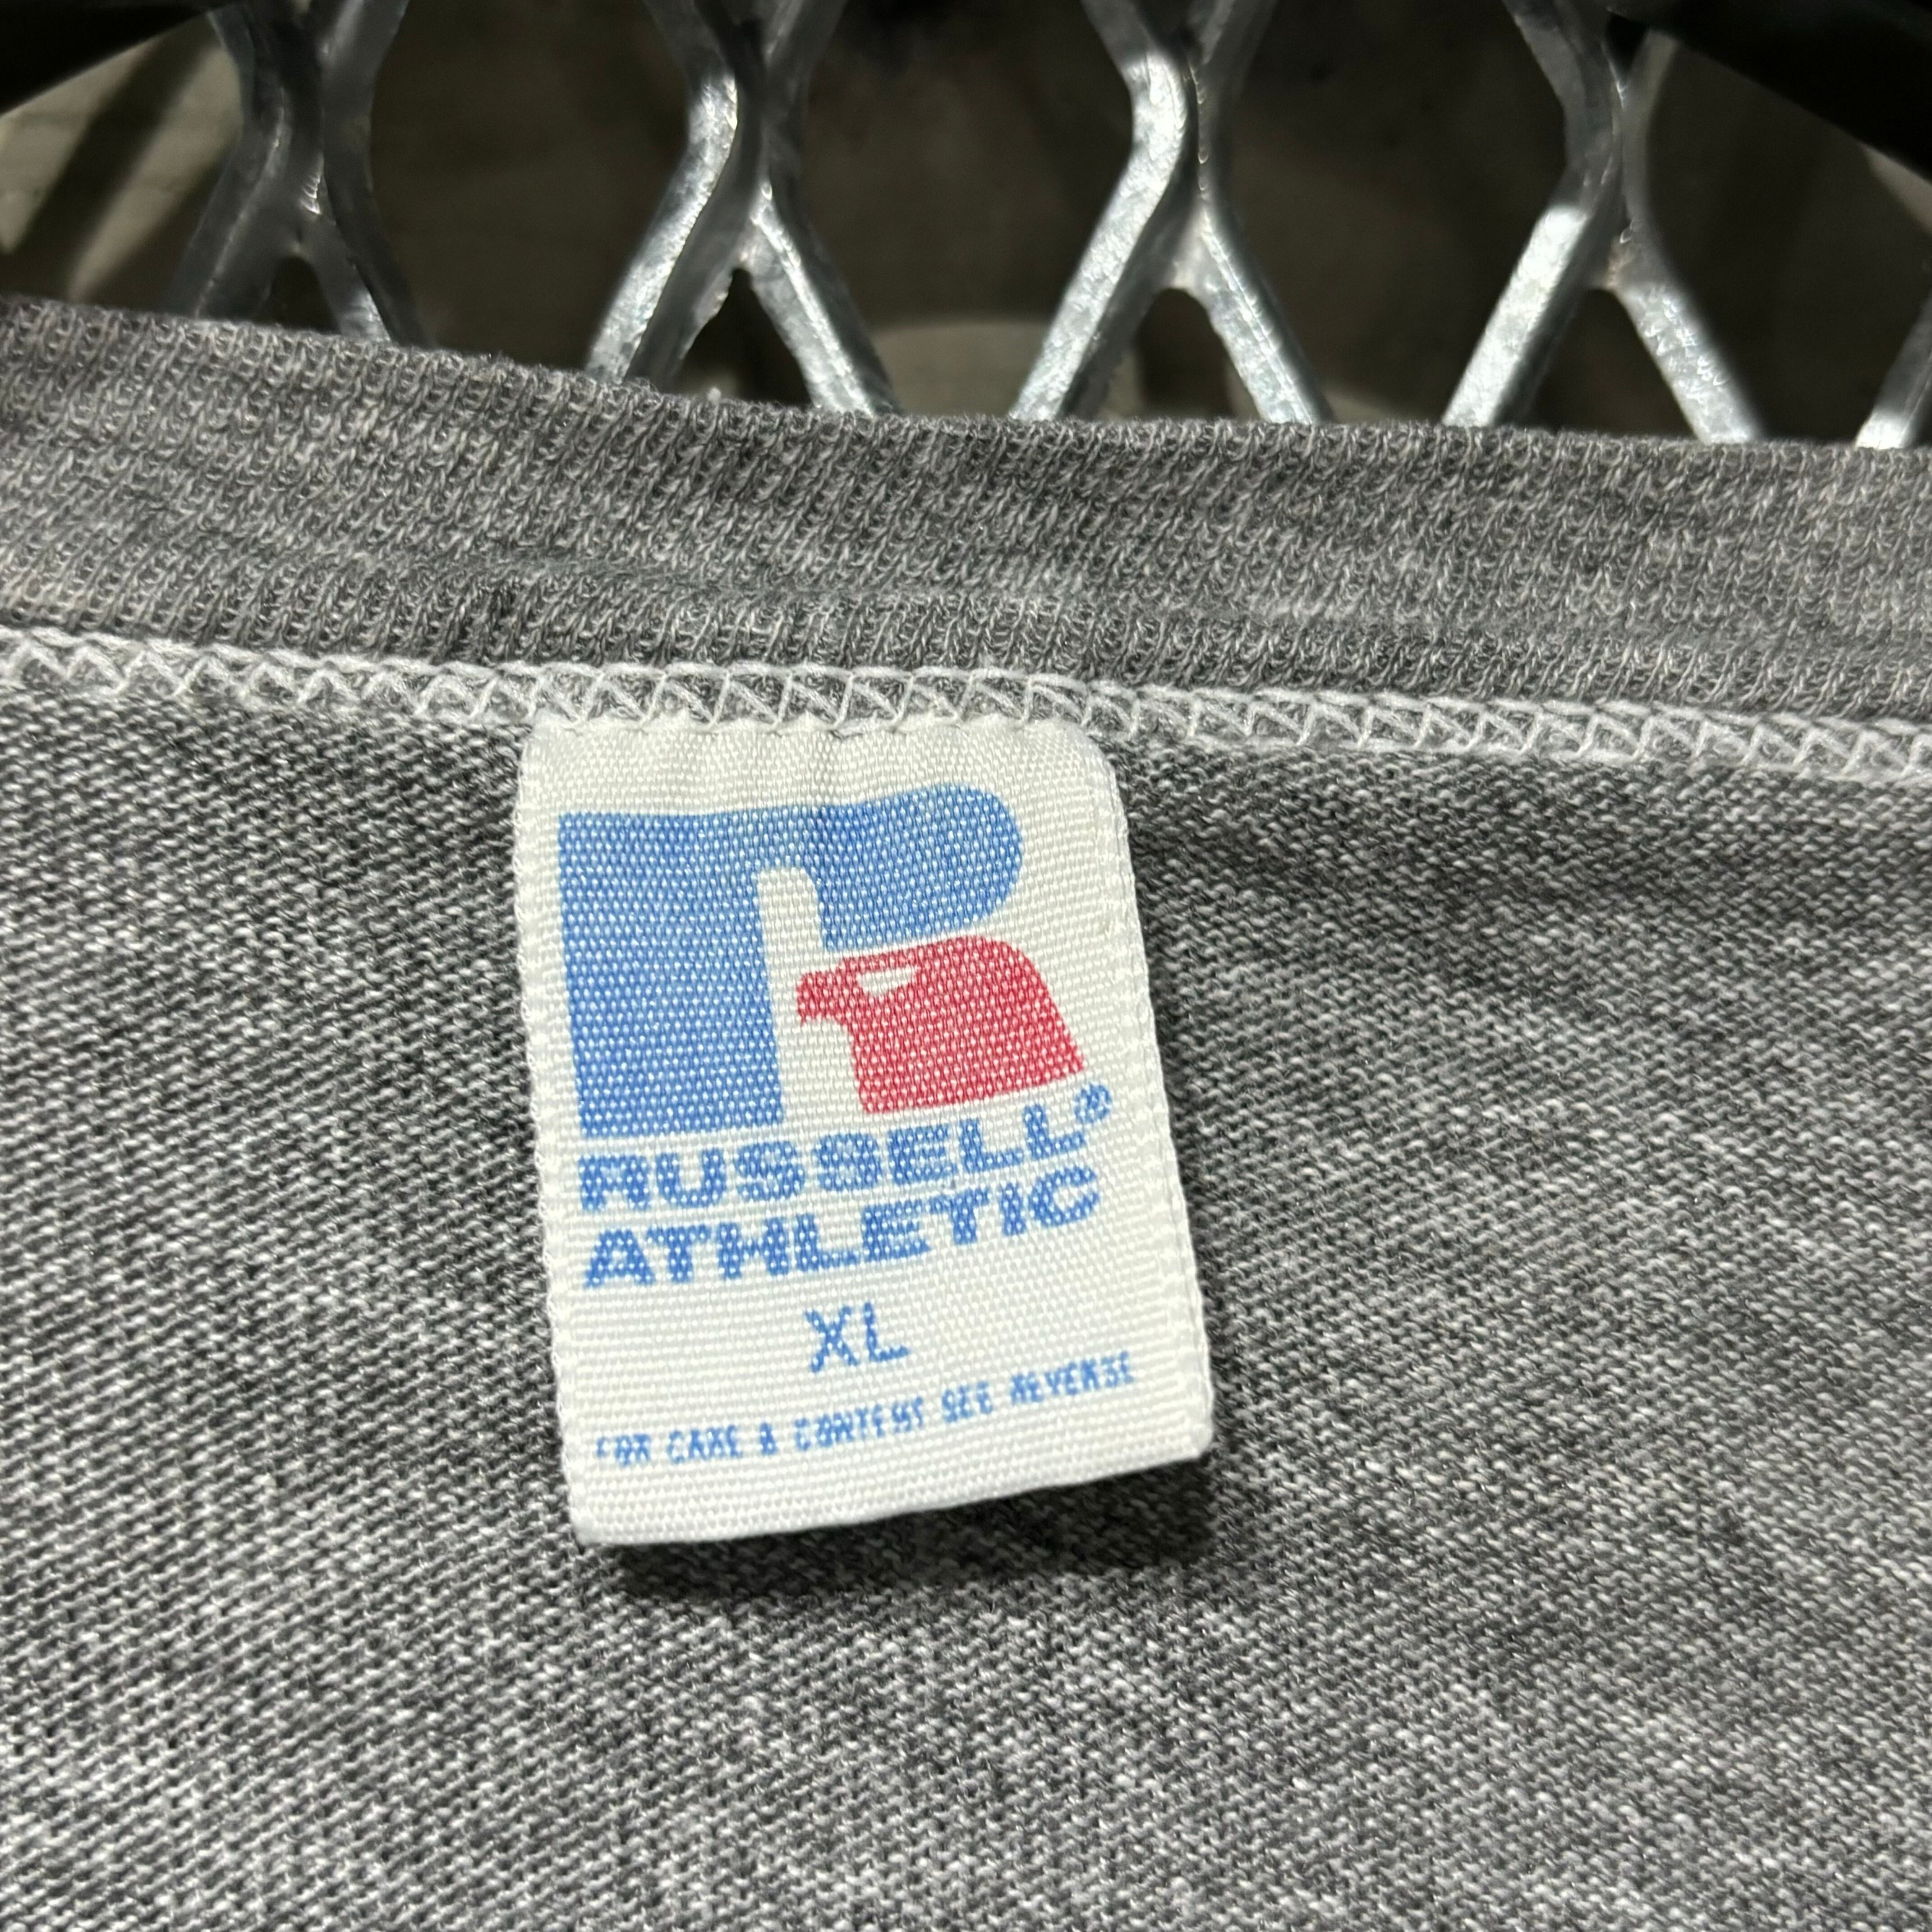 R
RUSSELL®
ATHLETIC
XL
FOR CARE & CONTENT SEE REVERSE